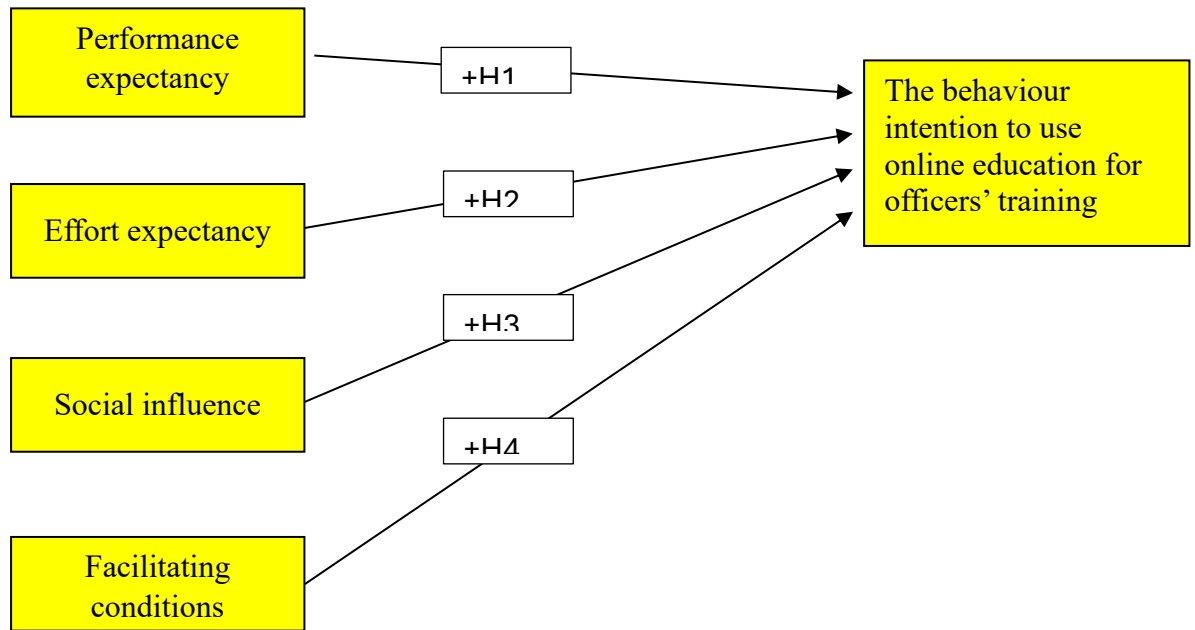 Performance
expectancy
+H1
The behaviour
intention to use
online education for
officers’ training
+H2
Effort expectancy
+H3
Social influence
+H4
Facilitating
conditions